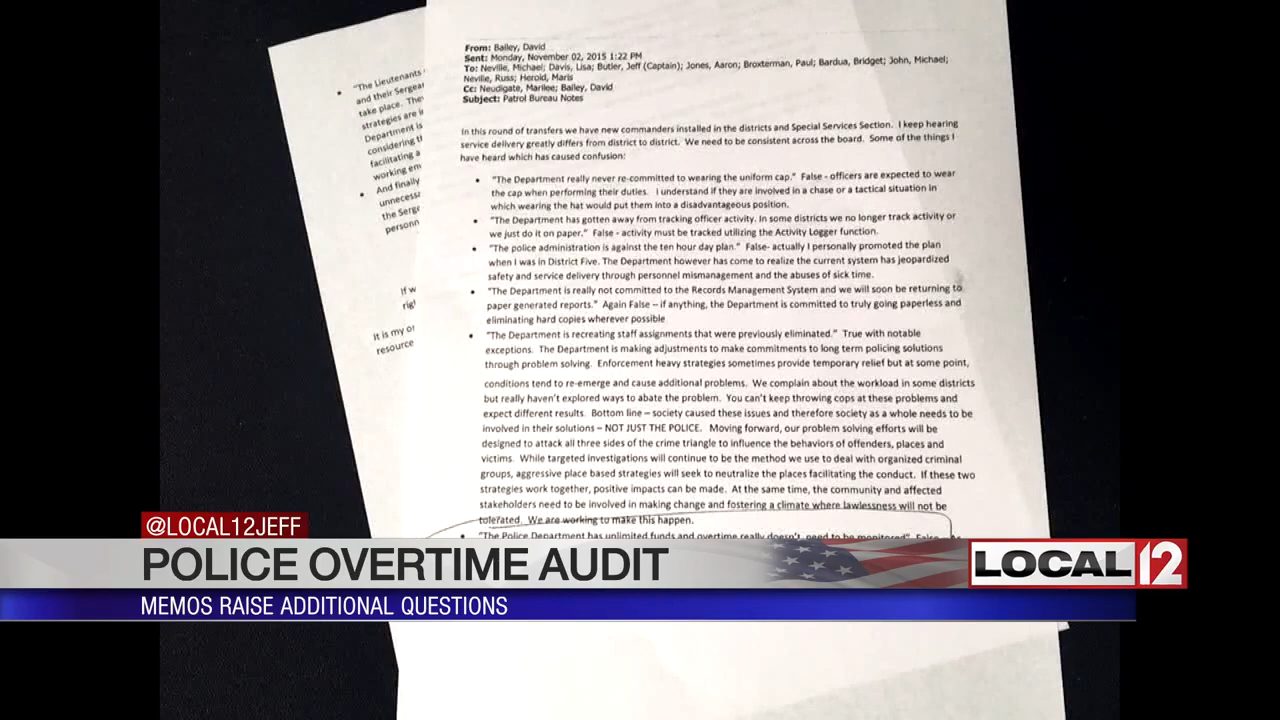 From: Bailey, David
Sent: Monday, November 02, 2015 1:22 PM
To: Neville, Michael; Davis, Lisa; Butler, Jeff (Captain); Jones, Aaron; Broxterman, Paul; Bardua, Bridget; John, Michael;
Neville, Russ; Herold, Maris
Cc: Neudigate, Marilee; Bailey, David
Subject: Patrol Bureau Notes
In this round of transfers we have new commanders installed in the districts and Special Services Section. I keep hearing
service delivery greatly differs from district to district. We need to be consistent across the board. Some of the things I
have heard which has caused confusion:
• "The Department really never re-committed to wearing the uniform cap." False - officers are expected to wear
the cap when performing their duties. I understand if they are involved in a chase or a tactical situation in
which wearing the hat would put them into a disadvantageous position.
• "The Department has gotten away from tracking officer activity. In some districts we no longer track activity or
we just do it on paper." False - activity must be tracked utilizing the Activity Logger function.
• "The police administration is against the ten hour day plan." False- actually I personally promoted the plan
when I was in District Five. The Department however has come to realize the current system has jeopardized
safety and service delivery through personnel mismanagement and the abuses of sick time.
• "The Department is really not committed to the Records Management System and we will soon be returning to
paper generated reports." Again False – if anything, the Department is committed to truly going paperless and
eliminating hard copies wherever possible
• "The Department is recreating staff assignments that were previously eliminated." True with notable
exceptions. The Department is making adjustments to make commitments to long term policing solutions
through problem solving. Enforcement heavy strategies sometimes provide temporary relief but at some point,
conditions tend to re-emerge and cause additional problems. We complain about the workload in some districts
but really haven't explored ways to abate the problem. You can't keep throwing cops at these problems and
expect different results. Bottom line – society caused these issues and therefore society as a whole needs to be
involved in their solutions – NOT JUST THE POLICE. Moving forward, our problem solving efforts will be
designed to attack all three sides of the crime triangle to influence the behaviors of offenders, places and
victims. While targeted investigations will continue to be the method we use to deal with organized criminal
groups, aggressive place based strategies will seek to neutralize the places facilitating the conduct. If these two
strategies work together, positive impacts can be made. At the same time, the community and affected
stakeholders need to be involved in making change and fostering a climate where lawlessness will not be
tolerated. We are working to make this happen.
• "The Police Department has unlimited funds and overtime really doesn't need to be monitored" False
• "The Lieutenants
and their
take place. They
strategies are
Department is
considering
facilitating a
working
• And finally
unnecessa
the Serge
personn
If w
It is my
resource
@LOCAL12JEFF
POLICE OVERTIME AUDIT
MEMOS RAISE ADDITIONAL QUESTIONS
LOCAL 12